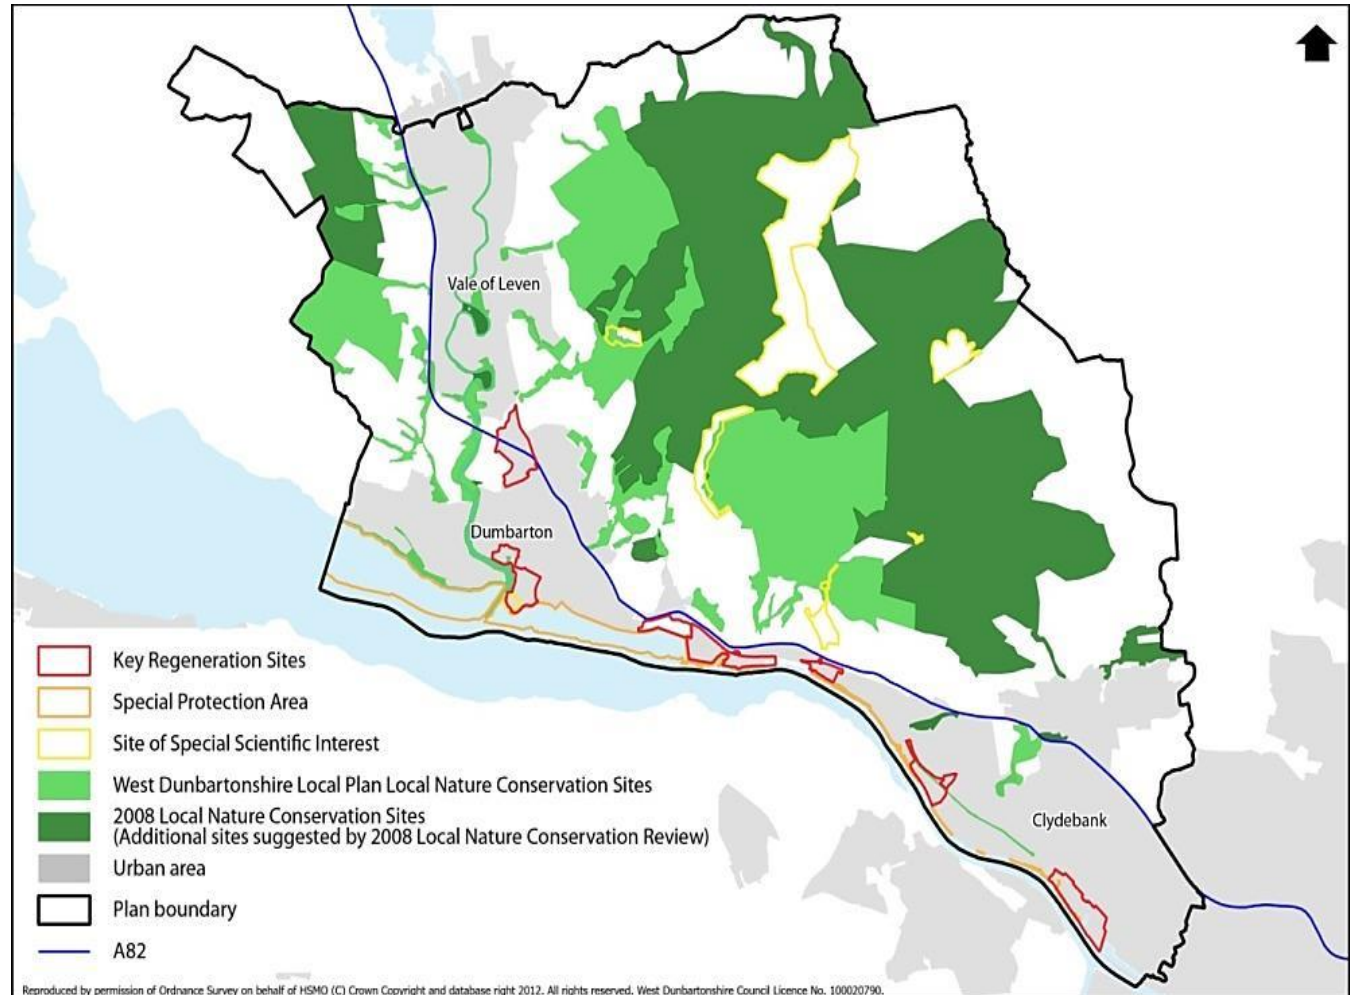 Vale of Leven
Dumbarton
Clydebank
Key Regeneration Sites
Special Protection Area
Site of Special Scientific Interest
West Dunbartonshire Local Plan Local Nature Conservation Sites
2008 Local Nature Conservation Sites
(Additional sites suggested by 2008 Local Nature Conservation Review)
Urban area
Plan boundary
A82
Reproduced by permission of Ordnance Survey on behalf of HSMO (C) Crown Copyright and database right 2012. All rights reserved. West Dunbartonshire Council Licence No. 100020790.